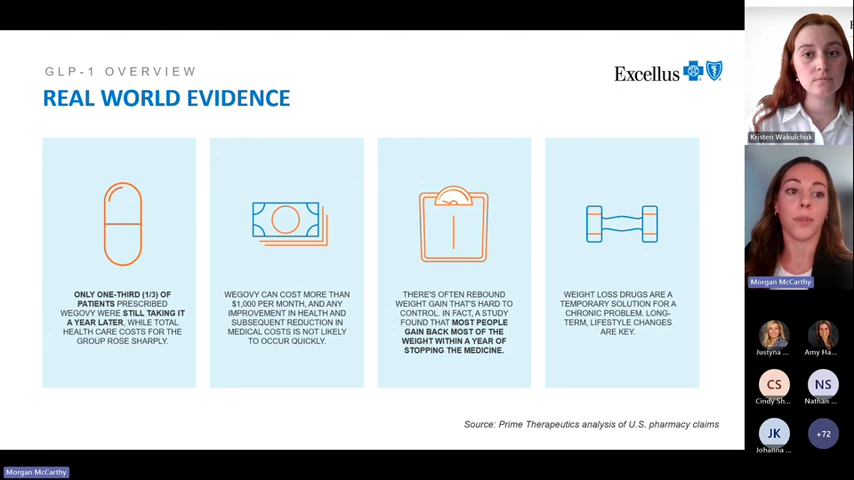 GLP-1 OVERVIEW
REAL WORLD EVIDENCE
Excellus
ONLY ONE-THIRD (1/3) OF
PATIENTS PRESCRIBED
WEGOVY WERE STILL TAKING IT
A YEAR LATER, WHILE TOTAL
HEALTH CARE COSTS FOR THE
GROUP ROSE SHARPLY.
WEGOVY CAN COST MORE THAN
$1,000 PER MONTH, AND ANY
IMPROVEMENT IN HEALTH AND
SUBSEQUENT REDUCTION IN
MEDICAL COSTS IS NOT LIKELY
TO OCCUR QUICKLY.
THERE'S OFTEN REBOUND
WEIGHT GAIN THAT'S HARD TO
CONTROL. IN FACT, A STUDY
FOUND THAT MOST PEOPLE
GAIN BACK MOST OF THE
WEIGHT WITHIN A YEAR OF
STOPPING THE MEDICINE.
WEIGHT LOSS DRUGS ARE A
TEMPORARY SOLUTION FOR A
CHRONIC PROBLEM. LONG-
TERM, LIFESTYLE CHANGES
ARE KEY.
Source: Prime Therapeutics analysis of U.S. pharmacy claims
Kristen Wakulchuk
Morgan McCarthy
Justyna ...
Amy Ha...
CS
Cindy Sh...
NS
Nathan ...
JK
Johanna ...
+72
Morgan McCarthy